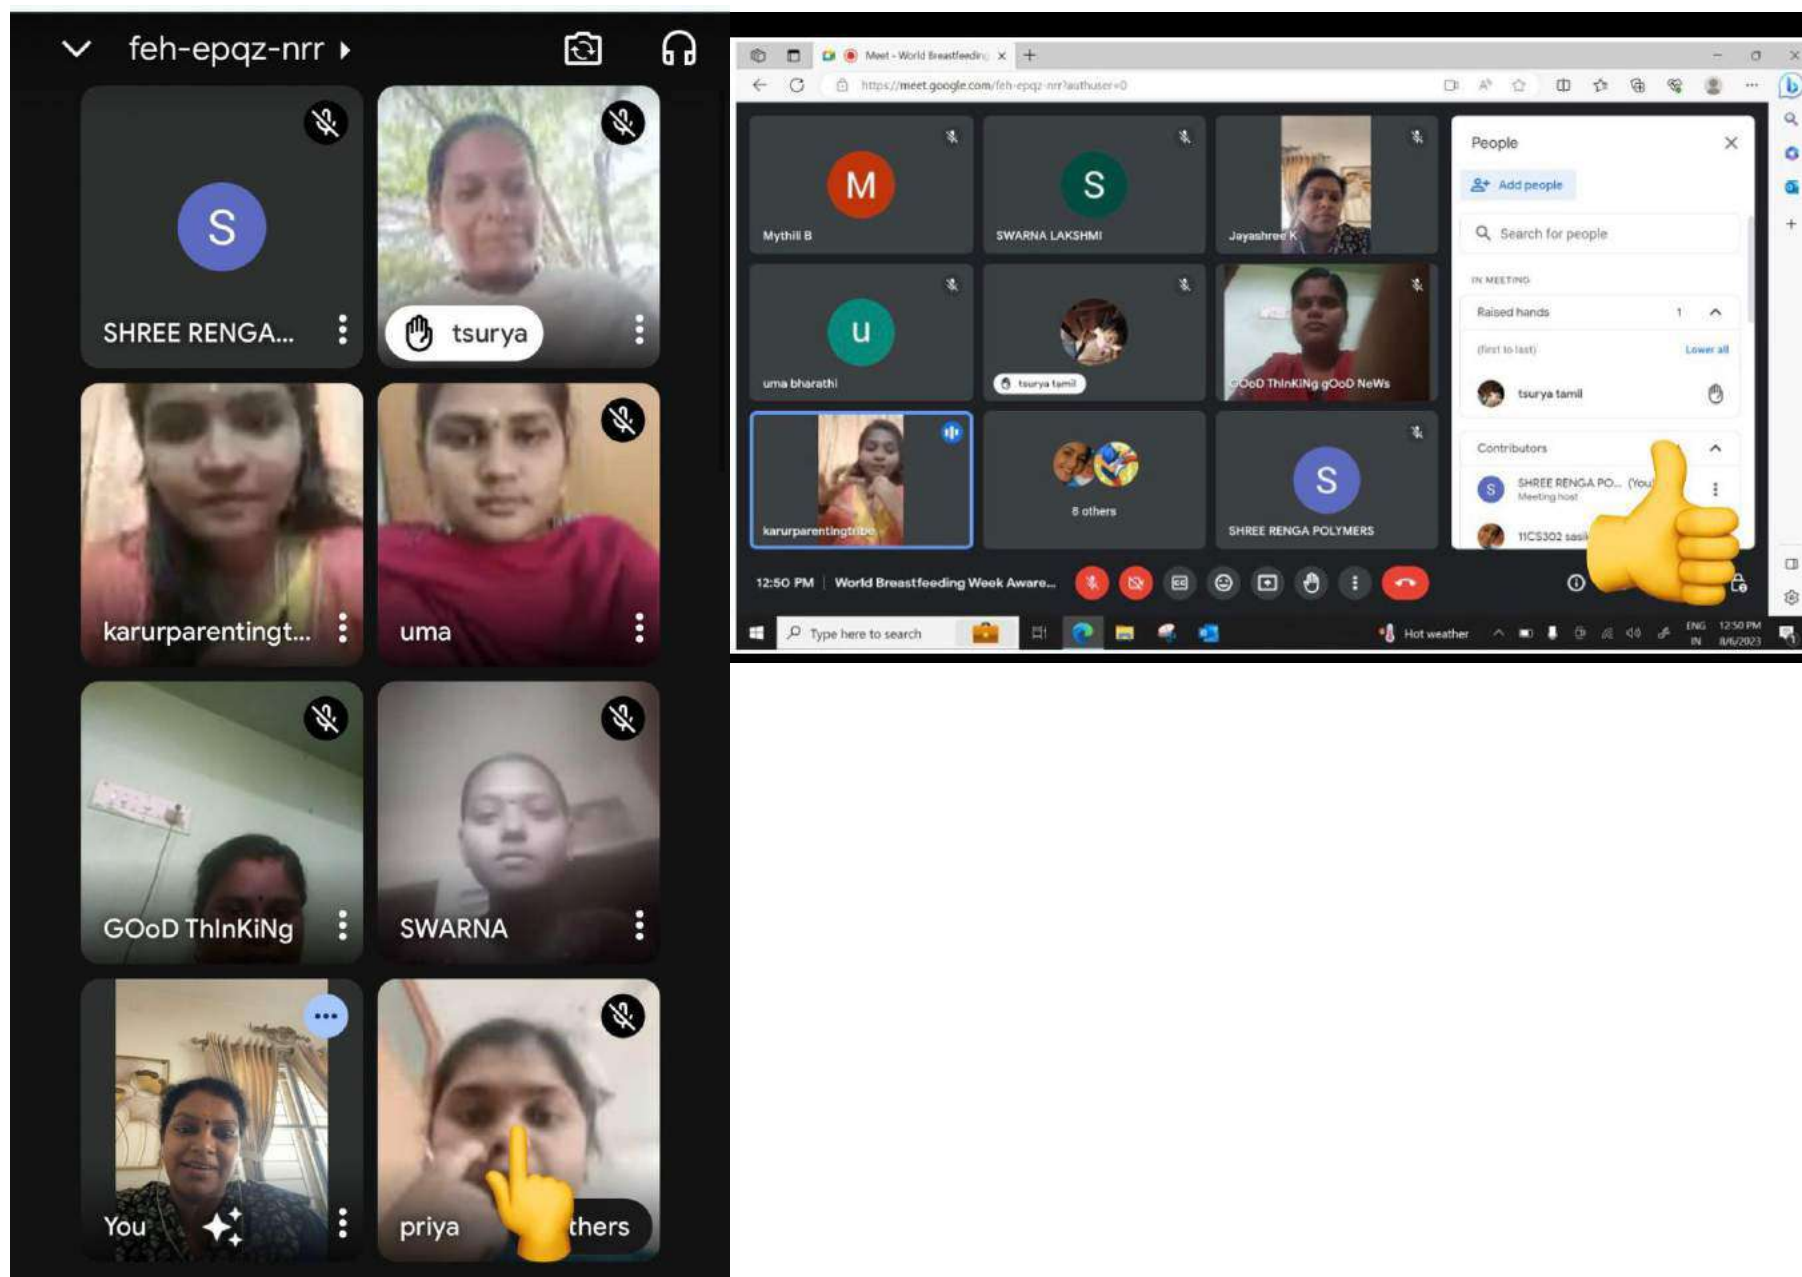 feh-epqz-nrr
S
SHREE RENGA...
tsurya
karurparentingt...
uma
GOoD ThInKiNg
SWARNA
You
priya
thers
Meet - World Breastfeeding
https://meet.google.com/feh-epqz-nrr?authuser=0
M
Mythili B
S
SWARNA LAKSHMI
Jayashree K
u
uma bharathi
tsurya tamil
GOoD ThInKiNg gOoD NeWs
karurparentingtribe
8 others
S
SHREE RENGA POLYMERS
People
Add people
Search for people
IN MEETING
Raised hands 1
(first to last) Lower all
tsurya tamil
Contributors
S
SHREE RENGA PO... (You)
Meeting host
11CS302
12:50 PM | World Breastfeeding Week Aware...
Type here to search
Hot weather
ENG
IN
12:50 PM
8/6/2023